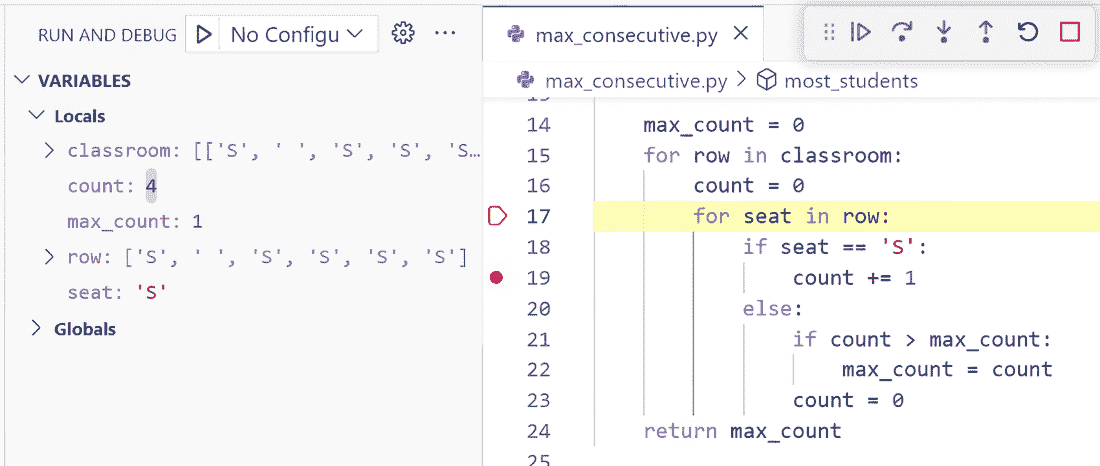 RUN AND DEBUG
No Configu
VARIABLES
Locals
classroom: [['S', ' ', 'S', 'S', 'S…
count: 4
max_count: 1
row: ['S', ' ', 'S', 'S', 'S', 'S']
seat: 'S'
Globals
max_consecutive.py
max_consecutive.py > most_students
14 max_count = 0
15 for row in classroom:
16 count = 0
17 for seat in row:
18 if seat == 'S':
19 count += 1
20 else:
21 if count > max_count:
22 max_count = count
23 count = 0
24 return max_count
25